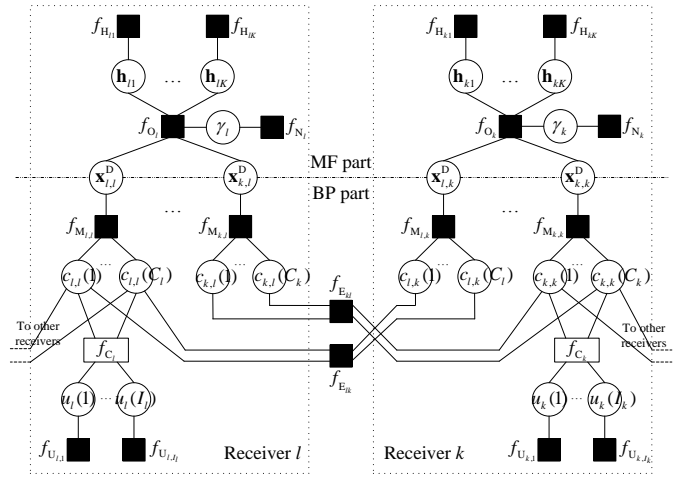 f_{H_{l1}} f_{H_{lK}} f_{H_{k1}} f_{H_{kK}}
h_{l1} ... h_{lK} h_{k1} ... h_{kK}
f_{O_l} γ_l f_{N_l} f_{O_k} γ_k f_{N_k}
MF part
x^D_{l,l} x^D_{k,l} x^D_{l,k} x^D_{k,k}
BP part
... ...
f_{M_{l,l}} f_{M_{k,l}} f_{M_{l,k}} f_{M_{k,k}}
c_{l,l}(1) ... c_{l,l}(C_l) c_{k,l}(1) ... c_{k,l}(C_k) c_{l,k}(1) ... c_{l,k}(C_l) c_{k,k}(1) ... c_{k,k}(C_k)
f_{E_{kl}}
To other
receivers
To other
receivers
f_{C_l} f_{C_k}
f_{E_{lk}}
u_l(1) ... u_l(I_l) u_k(1) ... u_k(I_k)
f_{U_{l,1}} f_{U_{l,I_l}} Receiver l Receiver k f_{U_{k,1}} f_{U_{k,I_k}}